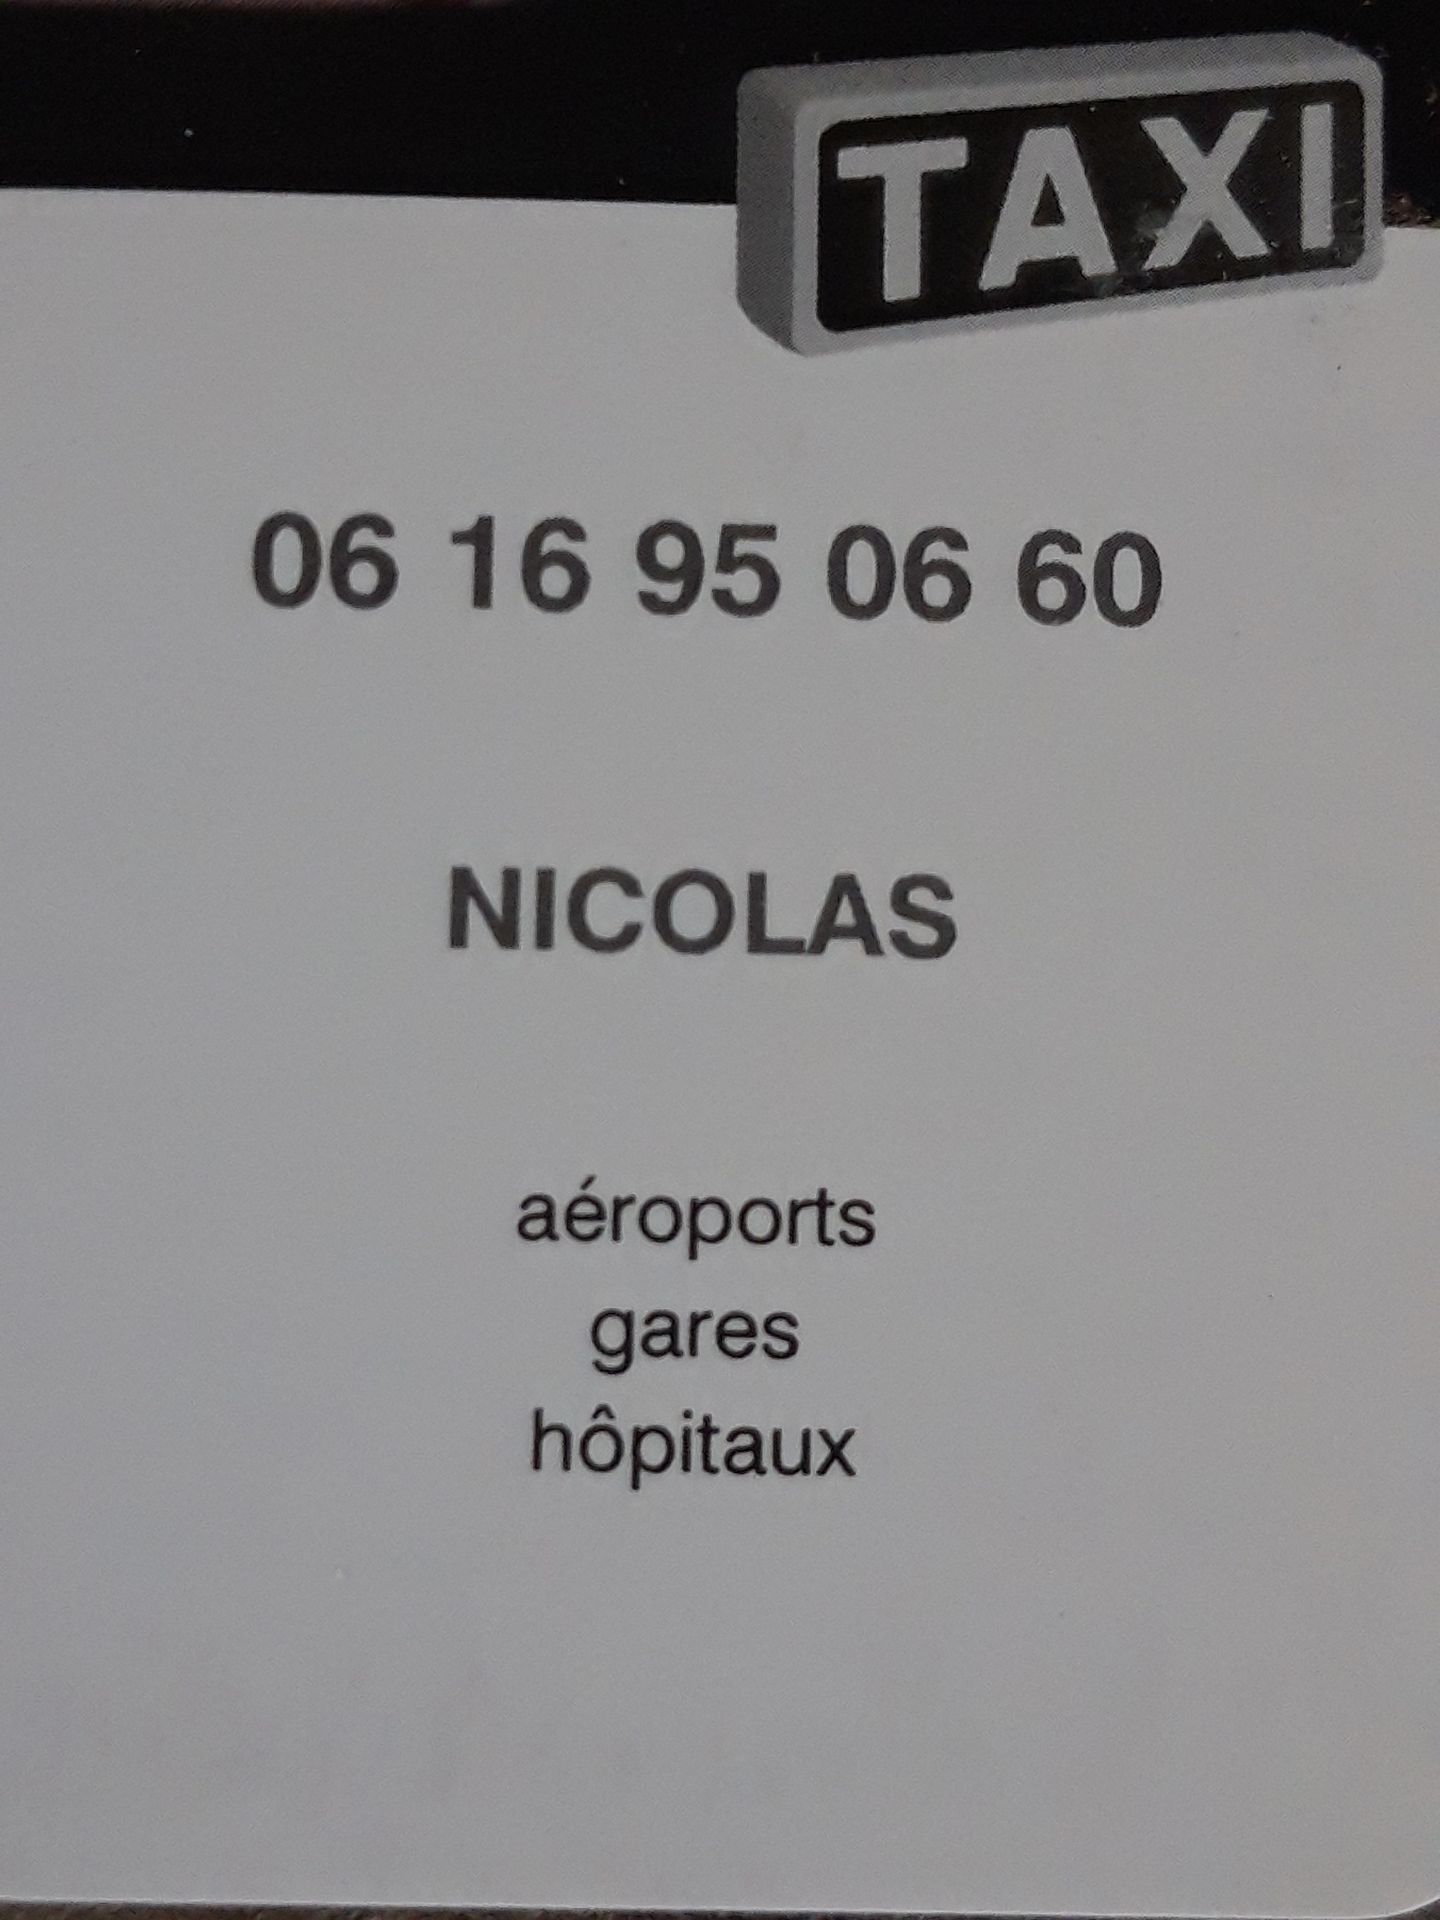 TAXI
06 16 95 06 60
NICOLAS
aéroports
gares
hôpitaux